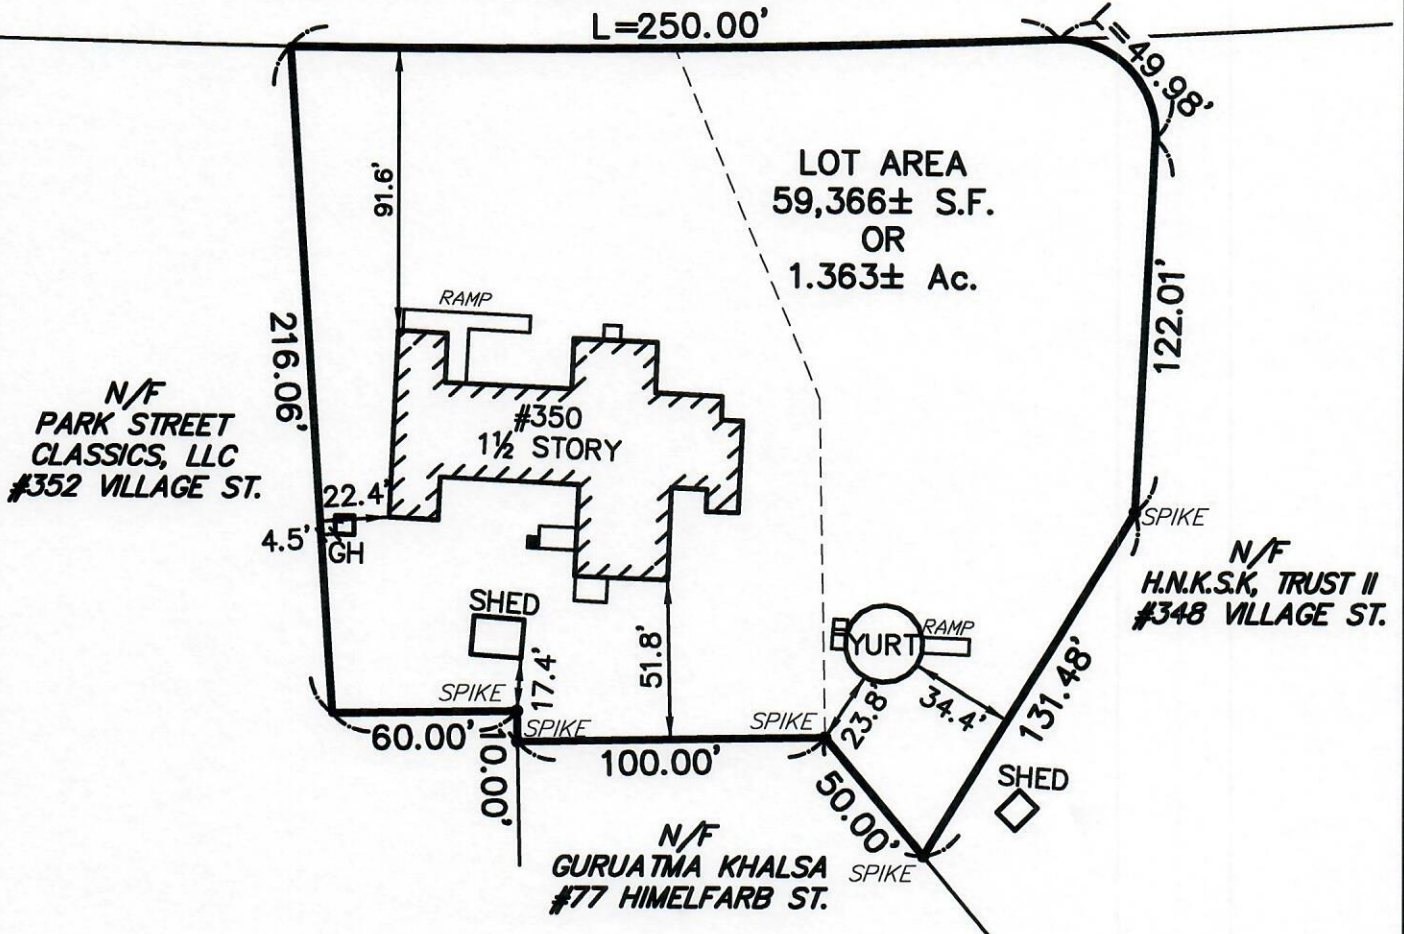 L=250.00'
L=49.98'
LOT AREA
59,366± S.F.
OR
1.363± Ac.
91.6'
RAMP
216.06'
122.01'
N/F
PARK STREET
CLASSICS, LLC
#352 VILLAGE ST.
#350
1½ STORY
22.4'
4.5'
GH
SPIKE
N/F
H.N.K.S.K, TRUST II
#348 VILLAGE ST.
SHED
17.4'
51.8'
YURT
RAMP
23.8'
34.4'
131.48'
SPIKE
SPIKE
SPIKE
60.00'
10.00'
100.00'
50.00'
SHED
N/F
GURUATMA KHALSA
#77 HIMELFARB ST.
SPIKE